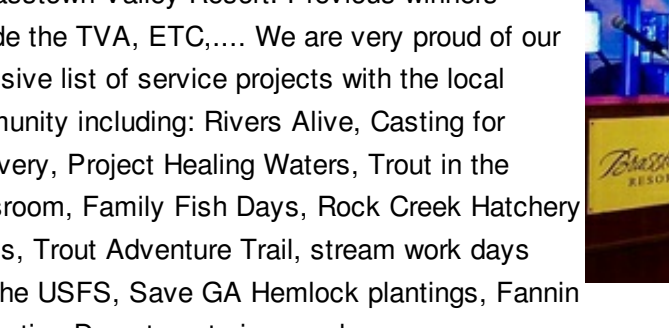 Valley Resort. Previous winners
de the TVA, ETC,.... We are very proud of our
sive list of service projects with the local
munity including: Rivers Alive, Casting for
very, Project Healing Waters, Trout in the
sroom, Family Fish Days, Rock Creek Hatchery
s, Trout Adventure Trail, stream work days
he USFS, Save GA Hemlock plantings, Fannin
Brass
RESOR